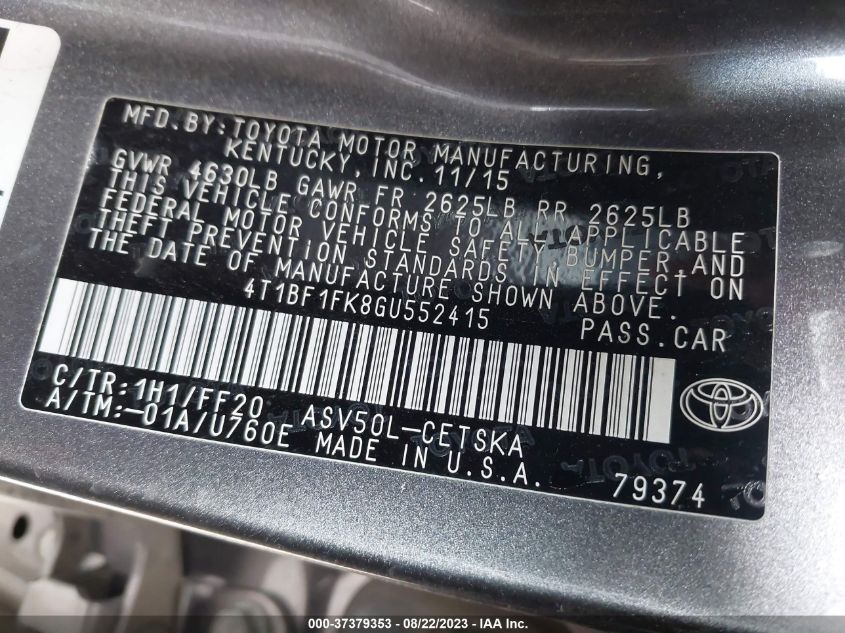 MFD. BY: TOYOTA MOTOR MANUFACTURING,
KENTUCKY, INC. 11/15
GVWR 4630LB GAWR FR 2625LB RR 2625LB
THIS VEHICLE CONFORMS TO ALL APPLICABLE
FEDERAL MOTOR VEHICLE SAFETY, BUMPER, AND
THEFT PREVENTION STANDARDS IN EFFECT ON
THE DATE OF MANUFACTURE SHOWN ABOVE.
4T1BF1FK8GU552415 PASS.CAR
C/TR:1H1/FF20 ASV50L-CETSKA
A/TM:-01A/U760E MADE IN U.S.A.
79374
000-37379353 - 08/22/2023 - IAA Inc.